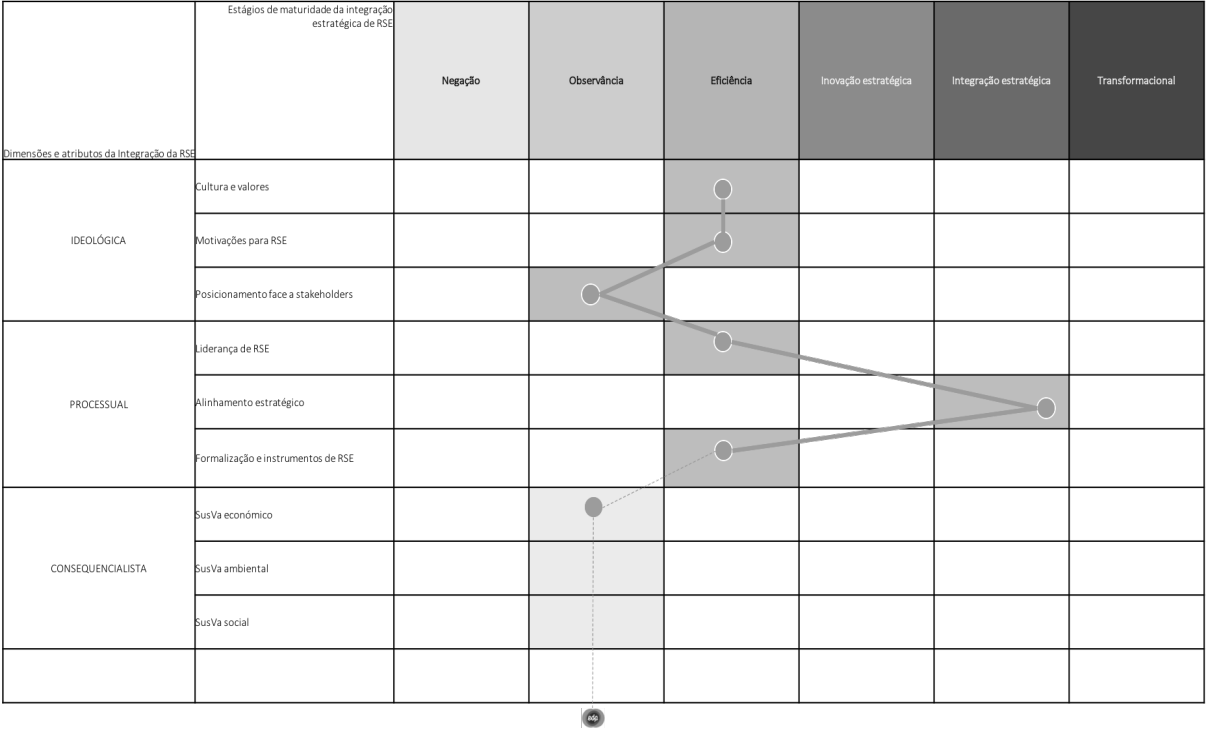 Estágios de maturidade da integração
estratégica de RSE
Negação
Observância
Eficiência
Inovação estratégica
Integração estratégica
Transformacional
Dimensões e atributos da Integração da RSE
IDEOLÓGICA
Cultura e valores
Motivações para RSE
Posicionamento face a stakeholders
PROCESSUAL
Liderança de RSE
Alinhamento estratégico
Formalização e instrumentos de RSE
CONSEQUENCIALISTA
SusVa económico
SusVa ambiental
SusVa social
edp